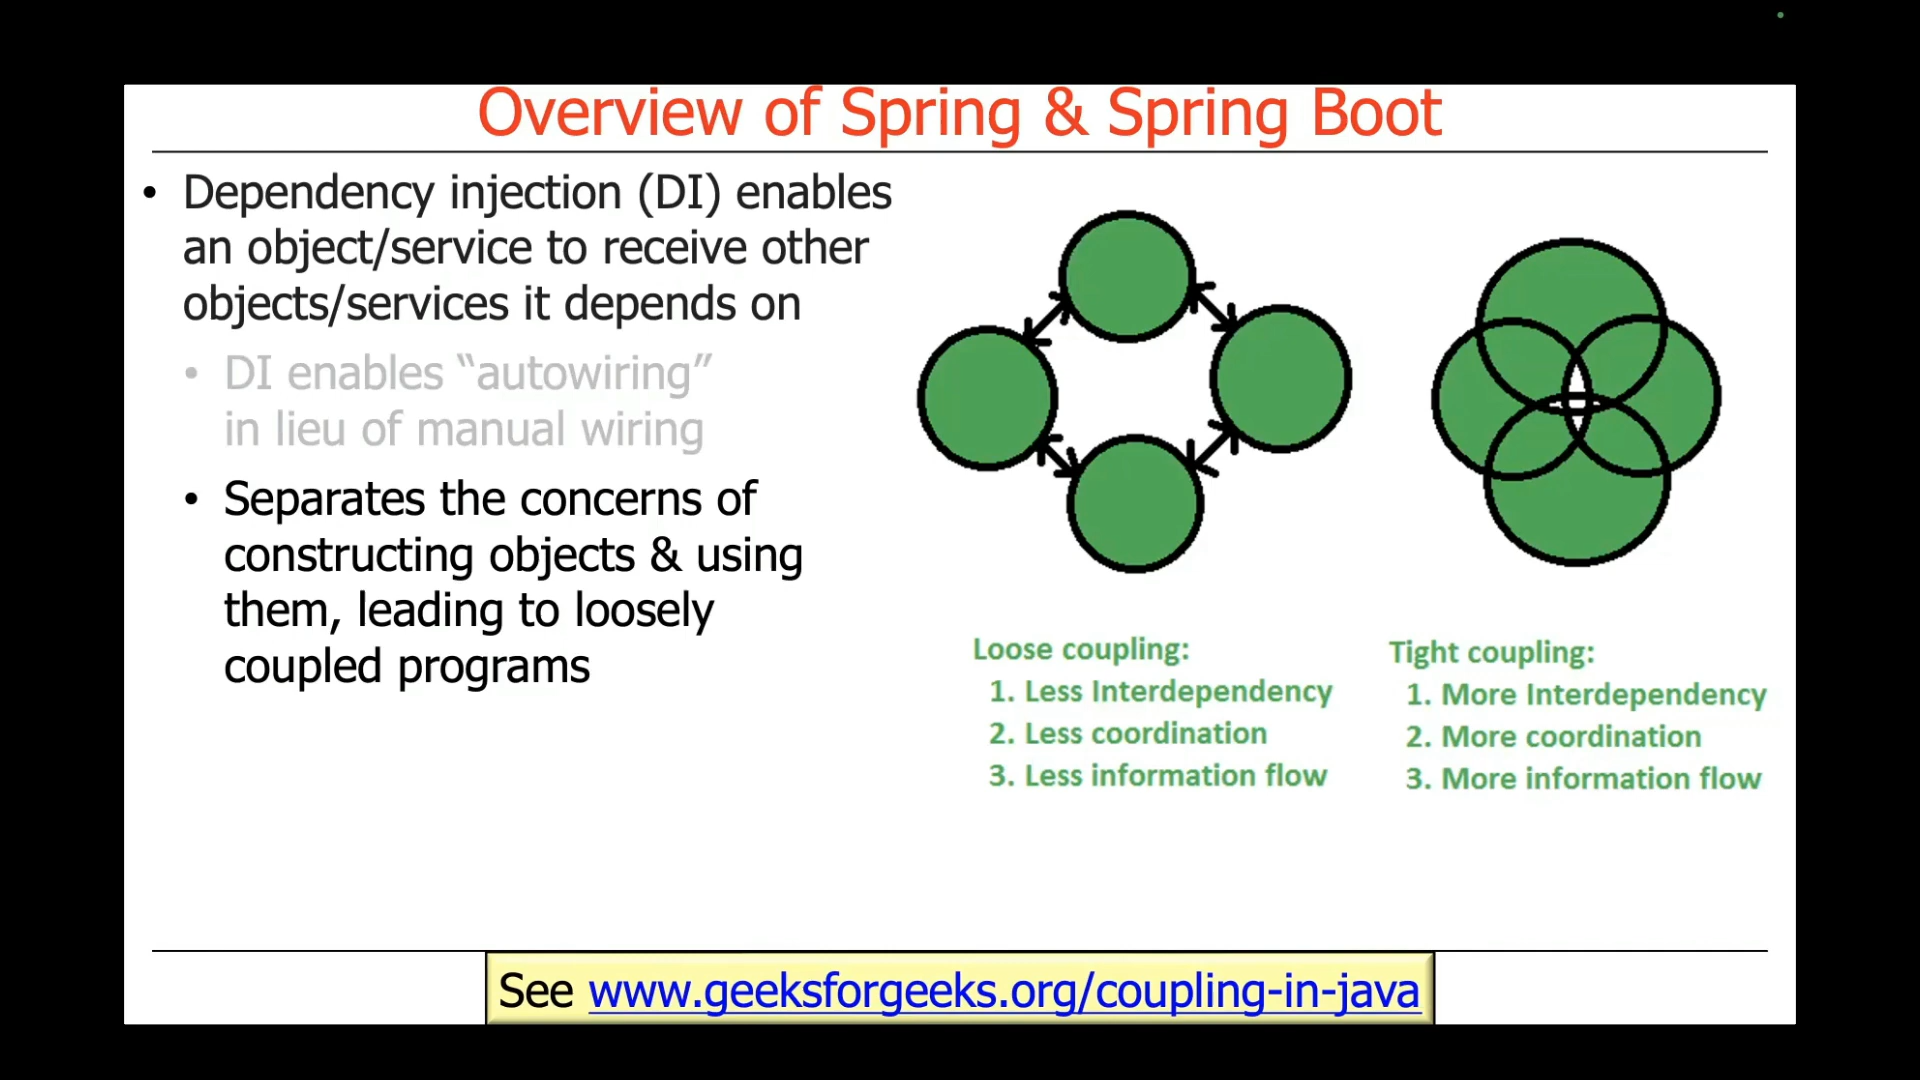 Overview of Spring & Spring Boot
• Dependency injection (DI) enables
an object/service to receive other
objects/services it depends on
• DI enables “autowiring”
in lieu of manual wiring
• Separates the concerns of
constructing objects & using
them, leading to loosely
coupled programs
Loose coupling:
1. Less Interdependency
2. Less coordination
3. Less information flow
Tight coupling:
1. More Interdependency
2. More coordination
3. More information flow
See www.geeksforgeeks.org/coupling-in-java